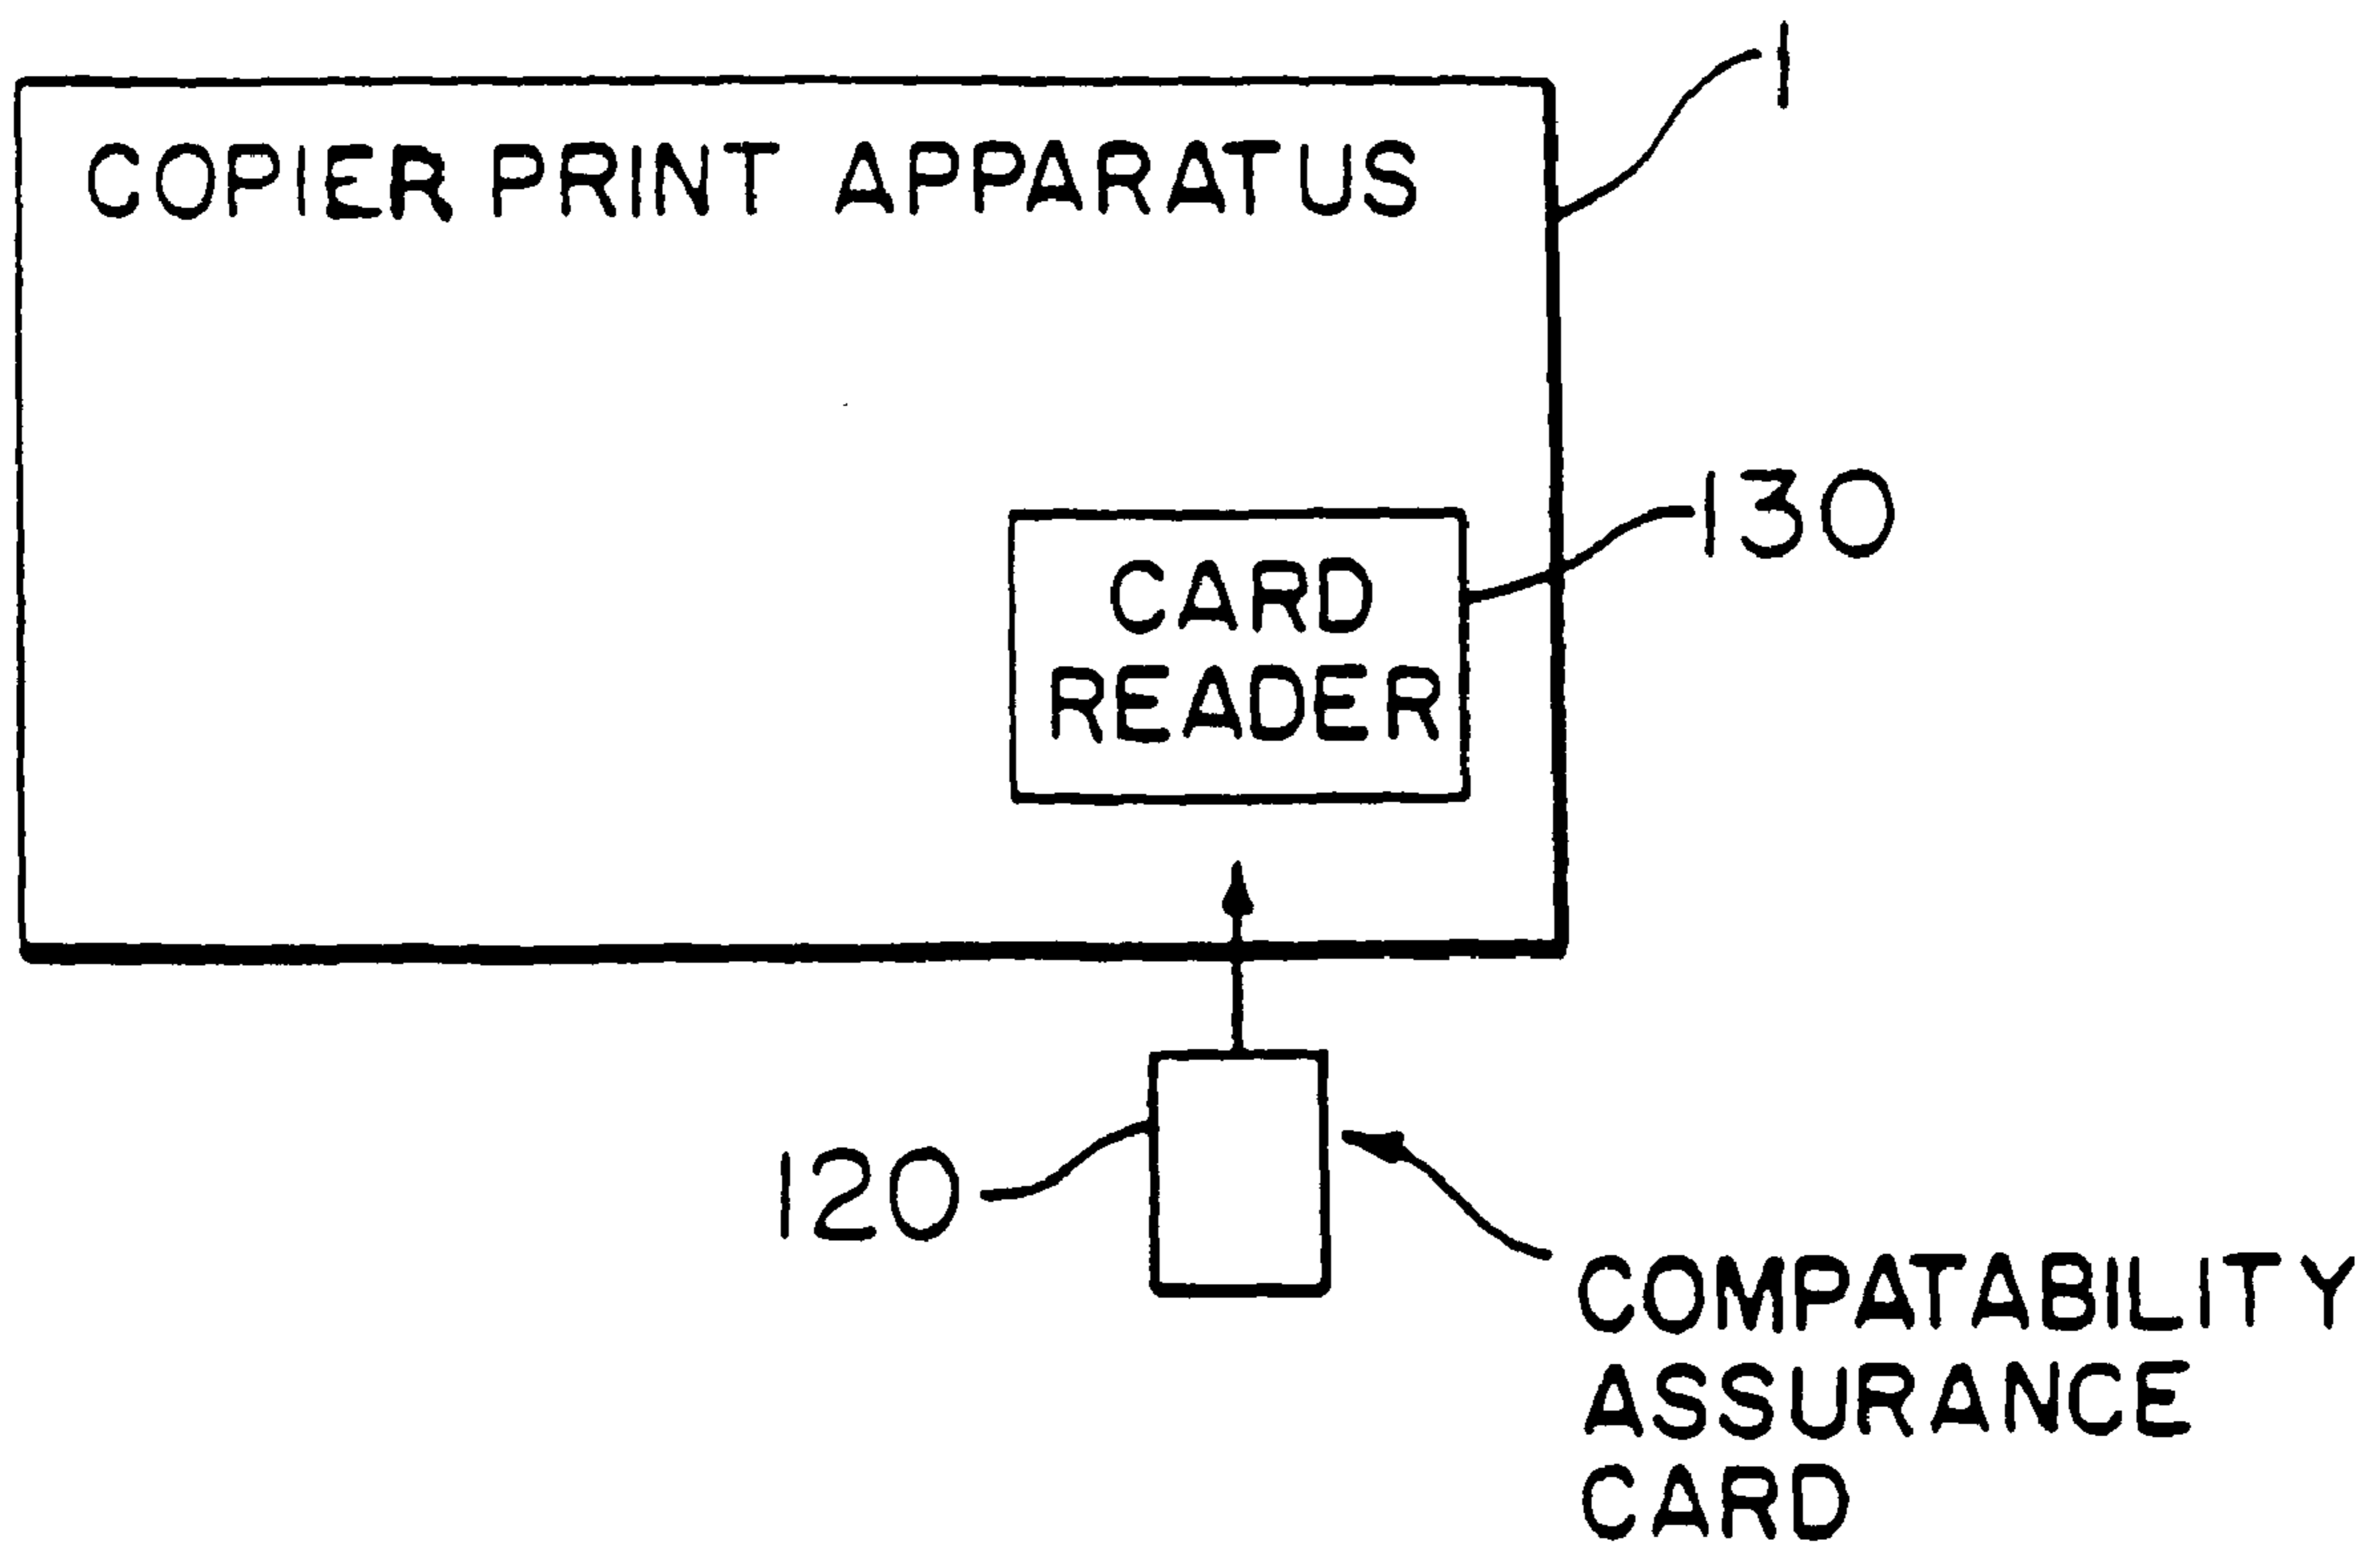 1
COPIER PRINT APPARATUS
130
CARD
READER
120
COMPATABILITY
ASSURANCE
CARD